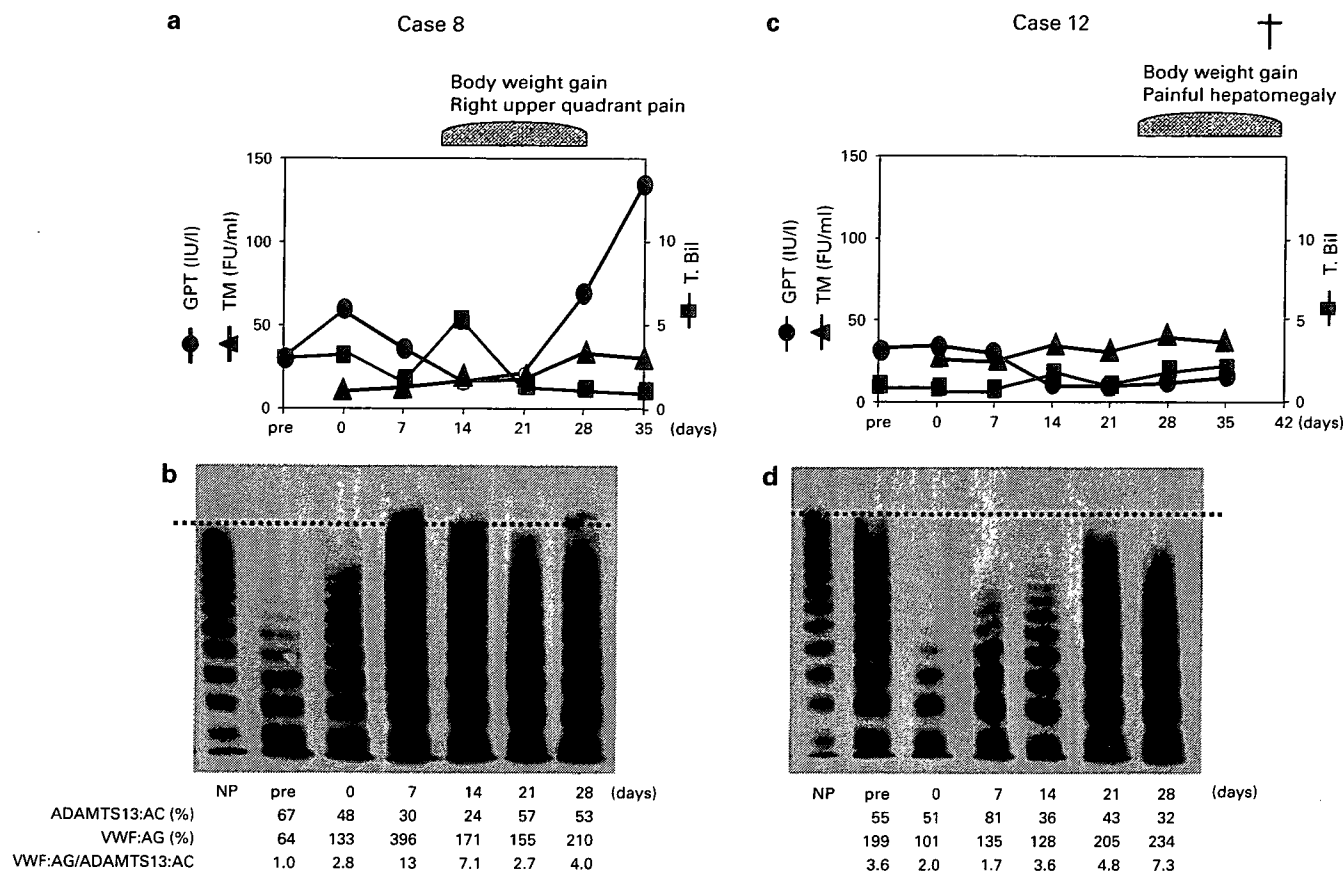 a
Case 8
Body weight gain
Right upper quadrant pain
GPT (IU/l)
TM (FU/ml)
150
100
50
0
10
5
0
T. Bil
pre 0 7 14 21 28 35 (days)
b
NP pre 0 7 14 21 28 (days)
ADAMTS13:AC (%) 67 48 30 24 57 53
VWF:AG (%) 64 133 396 171 155 210
VWF:AG/ADAMTS13:AC 1.0 2.8 13 7.1 2.7 4.0
c
Case 12
†
Body weight gain
Painful hepatomegaly
GPT (IU/l)
TM (FU/ml)
150
100
50
0
10
5
0
T. Bil
pre 0 7 14 21 28 35 42 (days)
d
NP pre 0 7 14 21 28 (days)
55 51 81 36 43 32
199 101 135 128 205 234
3.6 2.0 1.7 3.6 4.8 7.3